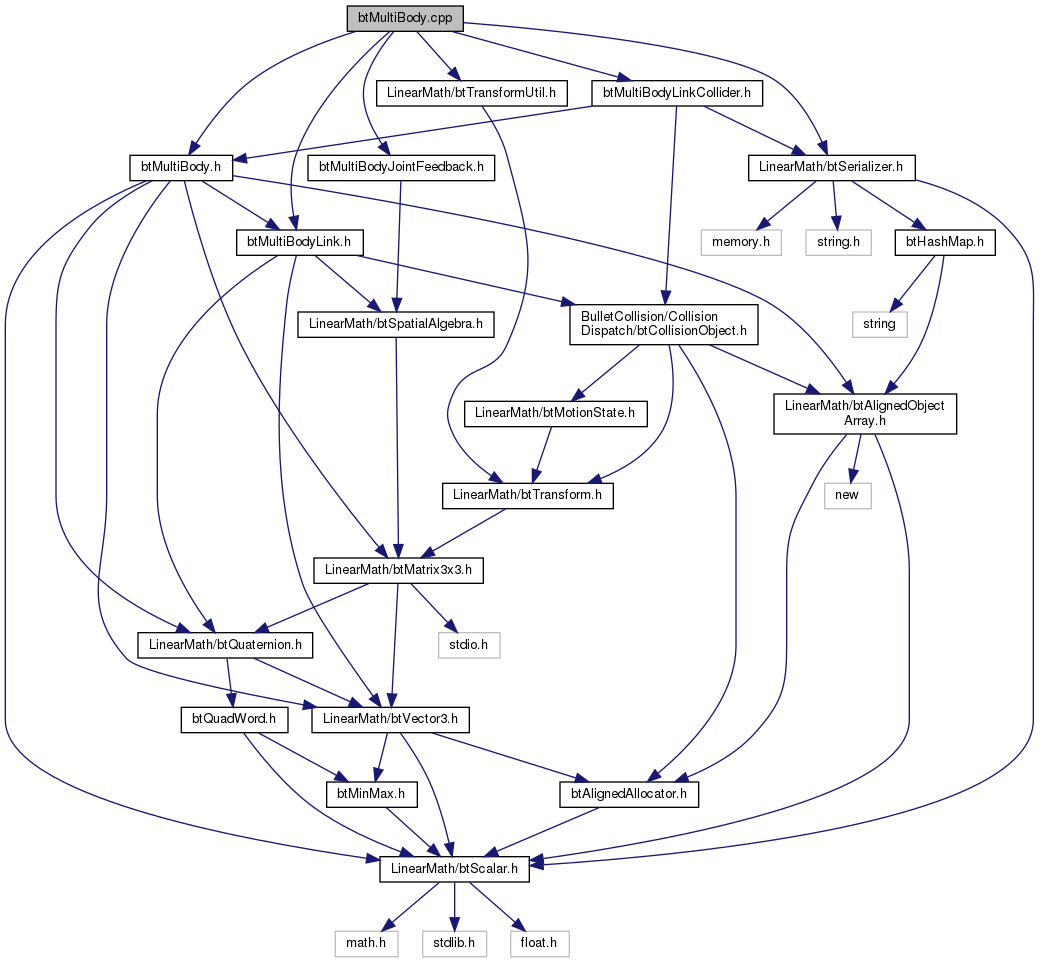 btMultiBody.cpp
LinearMath/btTransformUtil.h
btMultiBodyLinkCollider.h
btMultiBody.h
btMultiBodyJointFeedback.h
LinearMath/btSerializer.h
btMultiBodyLink.h
memory.h
string.h
btHashMap.h
LinearMath/btSpatialAlgebra.h
BulletCollision/Collision
Dispatch/btCollisionObject.h
string
LinearMath/btMotionState.h
LinearMath/btAlignedObject
Array.h
LinearMath/btTransform.h
new
LinearMath/btMatrix3x3.h
LinearMath/btQuaternion.h
stdio.h
btQuadWord.h
LinearMath/btVector3.h
btMinMax.h
btAlignedAllocator.h
LinearMath/btScalar.h
math.h
stdlib.h
float.h